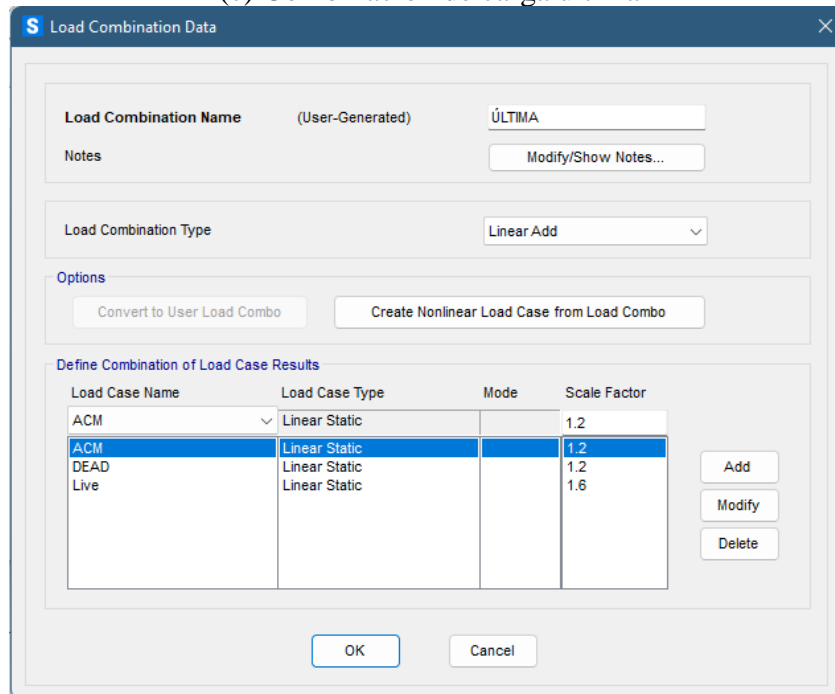 S Load Combination Data
Load Combination Name (User-Generated) ÚLTIMA
Notes Modify/Show Notes...
Load Combination Type Linear Add
Options
Convert to User Load Combo Create Nonlinear Load Case from Load Combo
Define Combination of Load Case Results
Load Case Name Load Case Type Mode Scale Factor
ACM Linear Static 1.2
ACM Linear Static 1.2
DEAD Linear Static 1.2
Live Linear Static 1.6
Add
Modify
Delete
OK Cancel